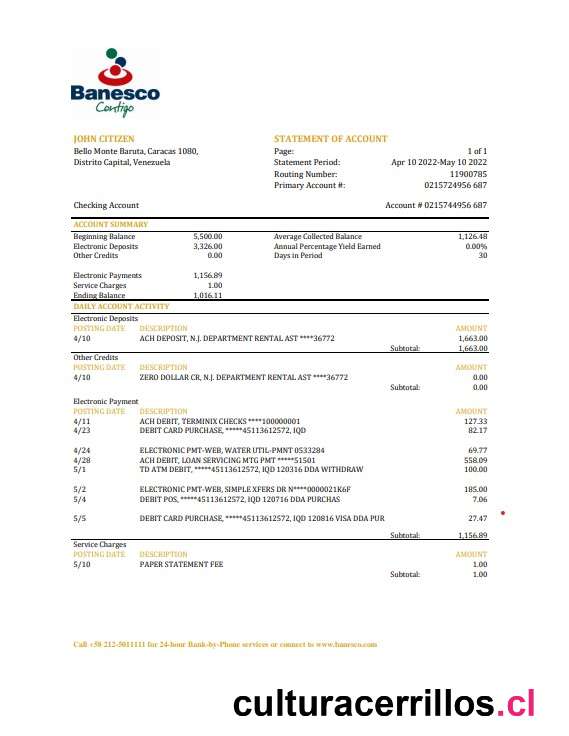 Banesco
Contigo
JOHN CITIZEN
Bello Monte Baruta, Caracas 1080,
Distrito Capital, Venezuela
STATEMENT OF ACCOUNT
Page: 1 of 1
Statement Period: Apr 10 2022-May 10 2022
Routing Number: 11900785
Primary Account #: 0215724956 687
Checking Account Account # 0215744956 687
ACCOUNT SUMMARY
Beginning Balance 5,500.00 Average Collected Balance 1,126.48
Electronic Deposits 3,326.00 Annual Percentage Yield Earned 0.00%
Other Credits 0.00 Days in Period 30
Electronic Payments 1,156.89
Service Charges 1.00
Ending Balance 1,016.11
DAILY ACCOUNT ACTIVITY
Electronic Deposits
POSTING DATE DESCRIPTION AMOUNT
4/10 ACH DEPOSIT, N.J. DEPARTMENT RENTAL AST ****36772 1,663.00
Subtotal: 1,663.00
Other Credits
POSTING DATE DESCRIPTION AMOUNT
4/10 ZERO DOLLAR CR, N.J. DEPARTMENT RENTAL AST ****36772 0.00
Subtotal: 0.00
Electronic Payment
POSTING DATE DESCRIPTION AMOUNT
4/11 ACH DEBIT, TERMINIX CHECKS ****100000001 127.33
4/23 DEBIT CARD PURCHASE, *****45113612572, IQD 82.17
4/24 ELECTRONIC PMT-WEB, WATER UTIL-PMNT 0533284 69.77
4/28 ACH DEBIT, LOAN SERVICING MTG PMT *****51501 558.09
5/1 TD ATM DEBIT, *****45113612572, IQD 120316 DDA WITHDRAW 100.00
5/2 ELECTRONIC PMT-WEB, SIMPLE XFERS DR N****0000021K6F 185.00
5/4 DEBIT POS, *****45113612572, IQD 120716 DDA PURCHAS 7.06
5/5 DEBIT CARD PURCHASE, *****45113612572, IQD 120816 VISA DDA PUR 27.47
Subtotal: 1,156.89
Service Charges
POSTING DATE DESCRIPTION AMOUNT
5/10 PAPER STATEMENT FEE 1.00
Subtotal: 1.00
Call +58 212-5011111 for 24-hour Bank-by-Phone services or connect to www.banesco.com
culturacerrillos.cl